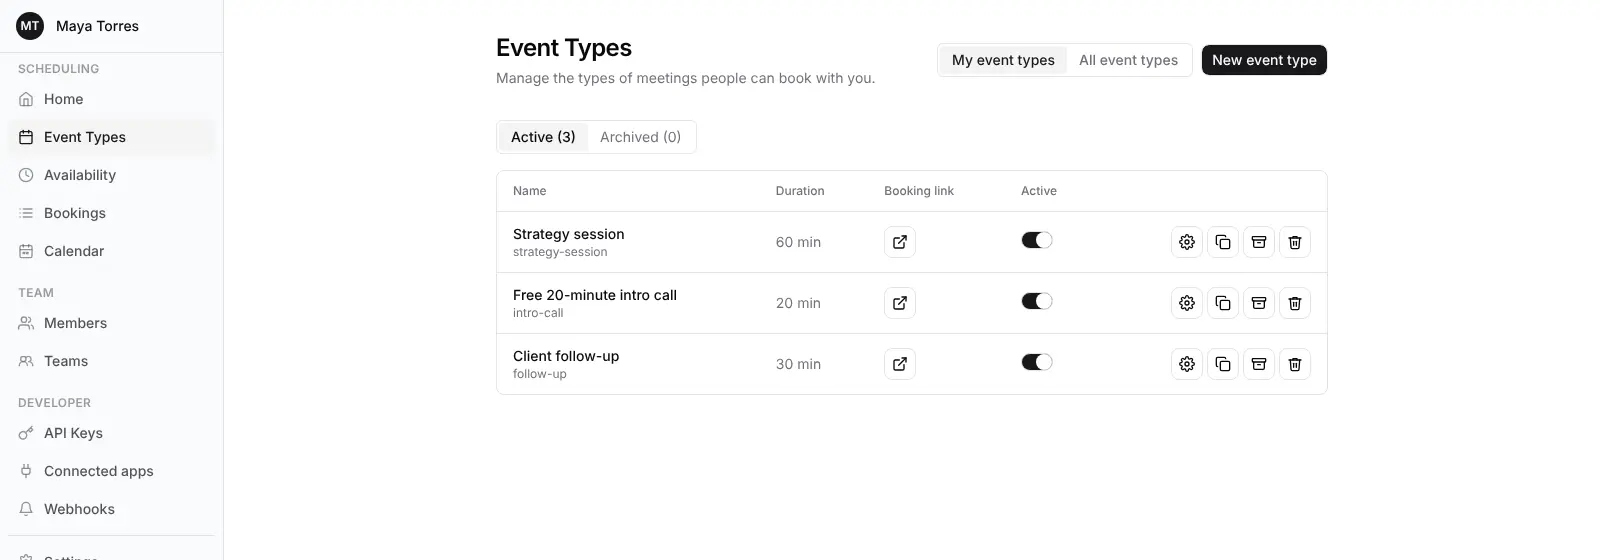 MT Maya Torres
SCHEDULING
Home
Event Types
Availability
Bookings
Calendar
TEAM
Members
Teams
DEVELOPER
API Keys
Connected apps
Webhooks
Settings
Event Types
Manage the types of meetings people can book with you.
My event types All event types New event type
Active (3) Archived (0)
Name Duration Booking link Active
Strategy session 60 min
strategy-session
Free 20-minute intro call 20 min
intro-call
Client follow-up 30 min
follow-up